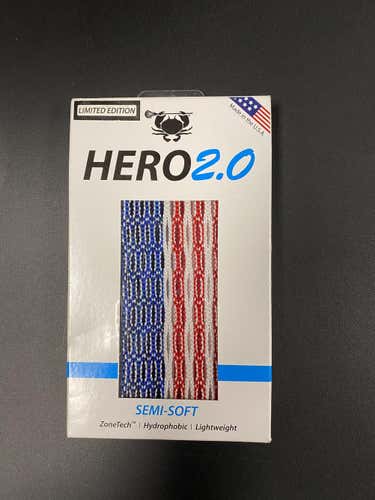 LIMITED EDITION
Made in the U.S.A.
HERO2.0
SEMI-SOFT
ZoneTech™ | Hydrophobic | Lightweight